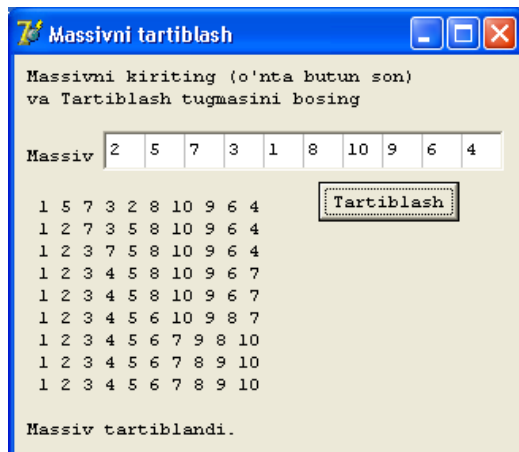 Massivni tartiblash
Massivni kiriting (o'nta butun son)
va Tartiblash tugmasini bosing
Massiv 2 5 7 3 1 8 10 9 6 4
Tartiblash
1 5 7 3 2 8 10 9 6 4
1 2 7 3 5 8 10 9 6 4
1 2 3 7 5 8 10 9 6 4
1 2 3 4 5 8 10 9 6 7
1 2 3 4 5 8 10 9 6 7
1 2 3 4 5 6 10 9 8 7
1 2 3 4 5 6 7 9 8 10
1 2 3 4 5 6 7 8 9 10
1 2 3 4 5 6 7 8 9 10
Massiv tartiblandi.